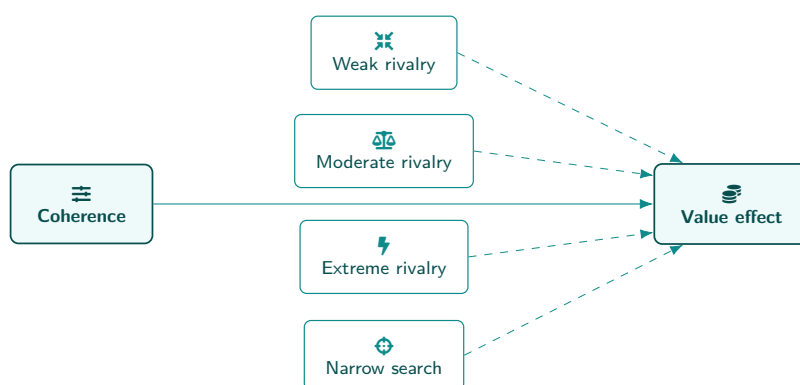 Weak rivalry
Moderate rivalry
Coherence
Value effect
Extreme rivalry
Narrow search